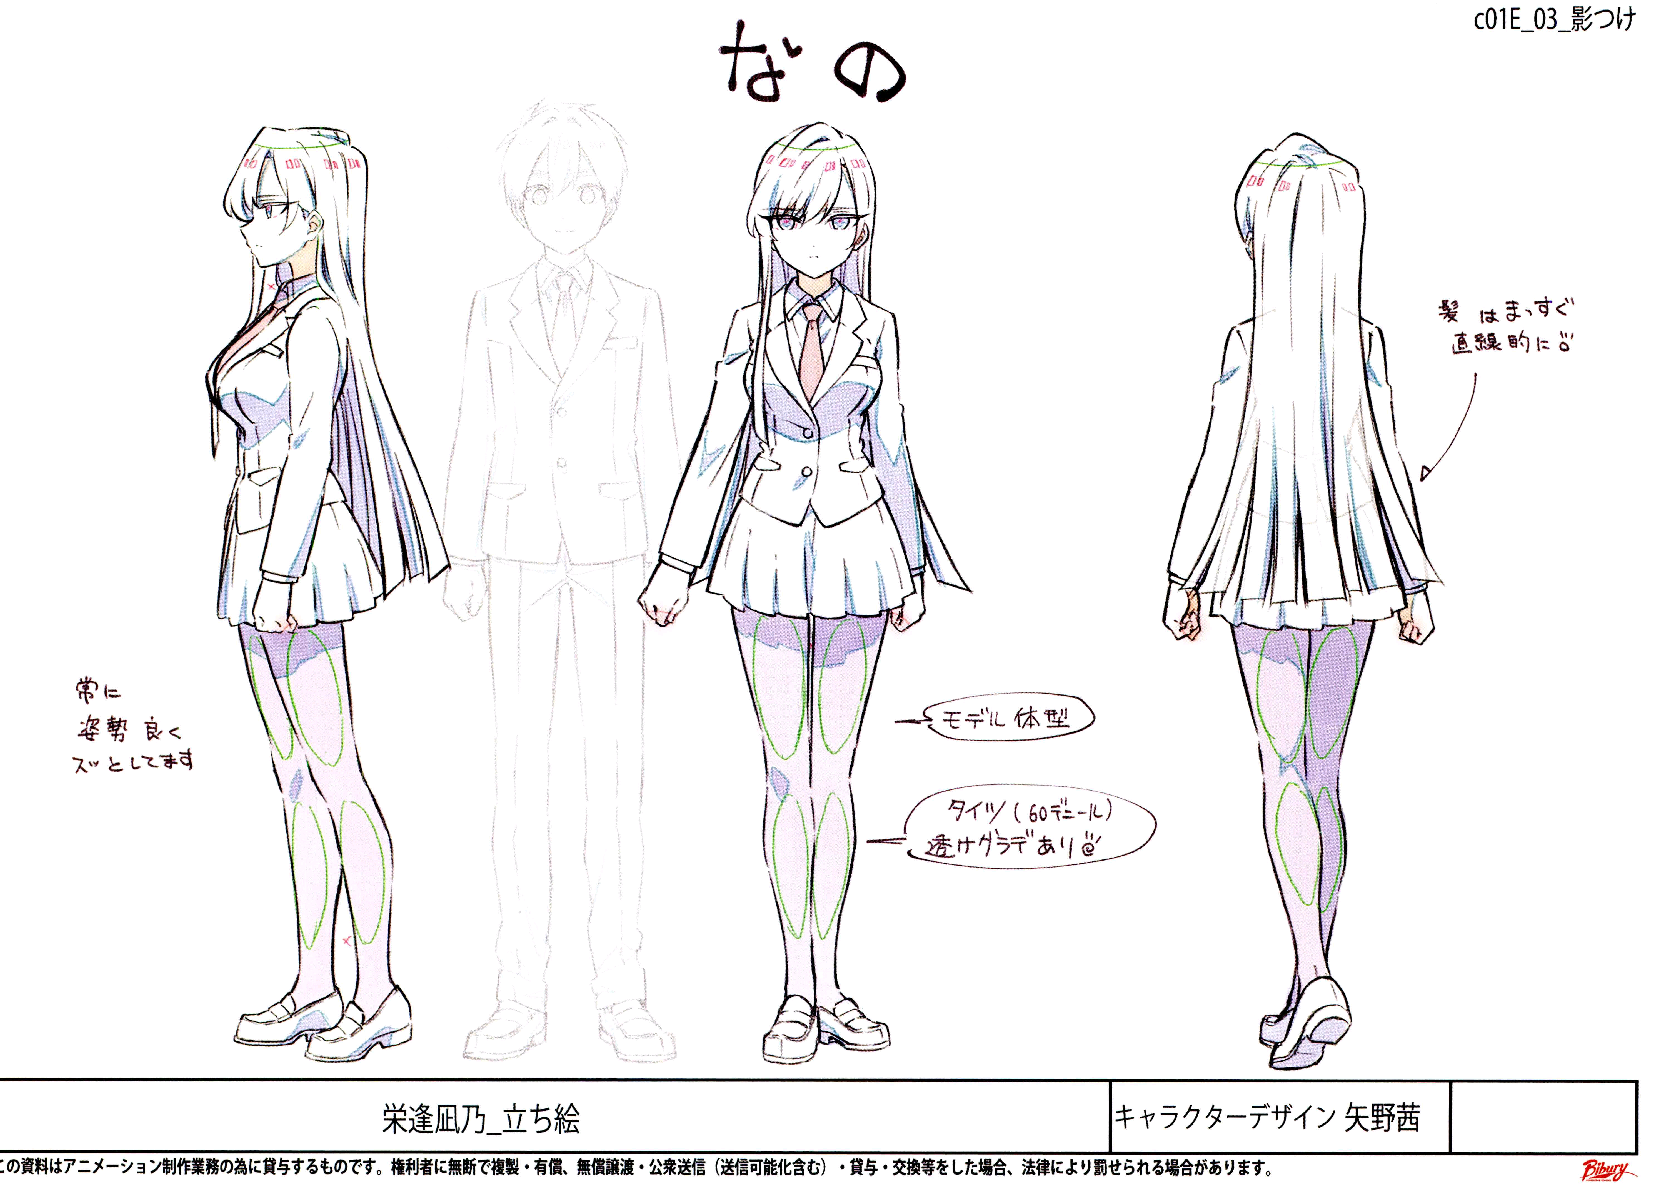 c01E_03_影つけ
なの
髪はまっすぐ
直線的に
常に
姿勢 良く
ズッとしてます
モデル体型
タイツ(60デニール)
透けグラデあり
栄逢凪乃_立ち絵
キャラクターデザイン 矢野茜
この資料はアニメーション制作業務の為に貸与するものです。権利者に無断で複製・有償、無償譲渡・公衆送信（送信可能化含む）・貸与・交換等をした場合、法律により罰せられる場合があります。
Bibury